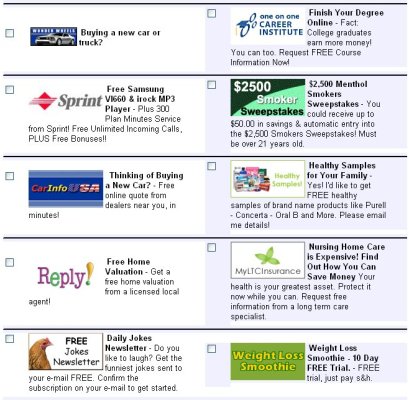 WONDER WHEELS
Buying a new car or
truck?
one on one
CAREER
INSTITUTE
Finish Your Degree
Online - Fact:
College graduates
earn more money!
You can too. Request FREE Course
Information Now!
Sprint
Free Samsung
VI660 & irock MP3
Player - Plus 300
Plan Minutes Service
from Sprint! Free Unlimited Incoming Calls,
PLUS Free Bonuses!!
$2500
Smoker
Sweepstakes
$2,500 Menthol
Smokers
Sweepstakes - You
could receive up to
$50.00 in savings & automatic entry into
the $2,500 Smokers Sweepstakes! Must
be over 21 years old.
CarInfoUSA
Thinking of Buying
a New Car? - Free
online quote from
dealers near you, in
minutes!
Healthy
Samples!
Healthy Samples
for Your Family -
Yes! I'd like to get
FREE healthy
samples of brand name products like Purell
- Concerta - Oral B and More. Please email
me details!
Reply!
Free Home
Valuation - Get a
free home valuation
from a licensed local
agent!
MyLTCInsurance
Nursing Home Care
is Expensive! Find
Out How You Can
Save Money Your
health is your greatest asset. Protect it
now while you can. Request free
information from a long term care
specialist.
FREE
Jokes
Newsletter
Daily Jokes
Newsletter - Do you
like to laugh? Get the
funniest jokes sent to
your e-mail FREE. Confirm the
subscription on your e-mail to get started.
Weight Loss
Smoothie
Weight Loss
Smoothie - 10 Day
FREE Trial. - FREE
trial, just pay s&h.